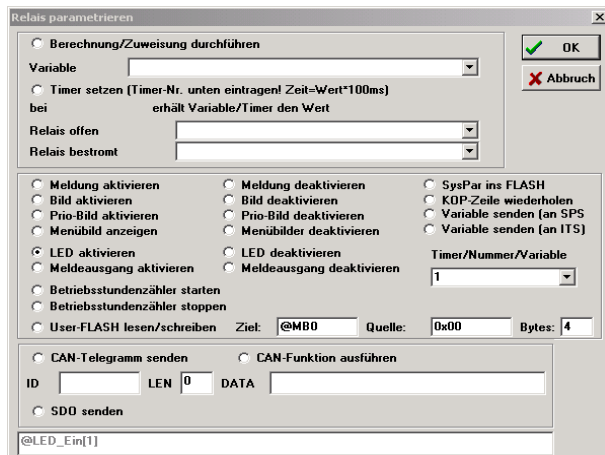 Relais parametrieren
Berechnung/Zuweisung durchführen
OK
Variable
Abbruch
Timer setzen (Timer-Nr. unten eintragen! Zeit=Wert*100ms)
bei erhält Variable/Timer den Wert
Relais offen
Relais bestromt
Meldung aktivieren Meldung deaktivieren SysPar ins FLASH
Bild aktivieren Bild deaktivieren KOP-Zeile wiederholen
Prio-Bild aktivieren Prio-Bild deaktivieren Variable senden (an SPS
Menübild anzeigen Menübilder deaktivieren Variable senden (an ITS)
LED aktivieren LED deaktivieren Timer/Nummer/Variable
Meldeausgang aktivieren Meldeausgang deaktivieren 1
Betriebsstundenzähler starten
Betriebsstundenzähler stoppen
User-FLASH lesen/schreiben Ziel: @MB0 Quelle: 0x00 Bytes: 4
CAN-Telegramm senden CAN-Funktion ausführen
ID LEN 0 DATA
SDO senden
@LED_Ein[1]